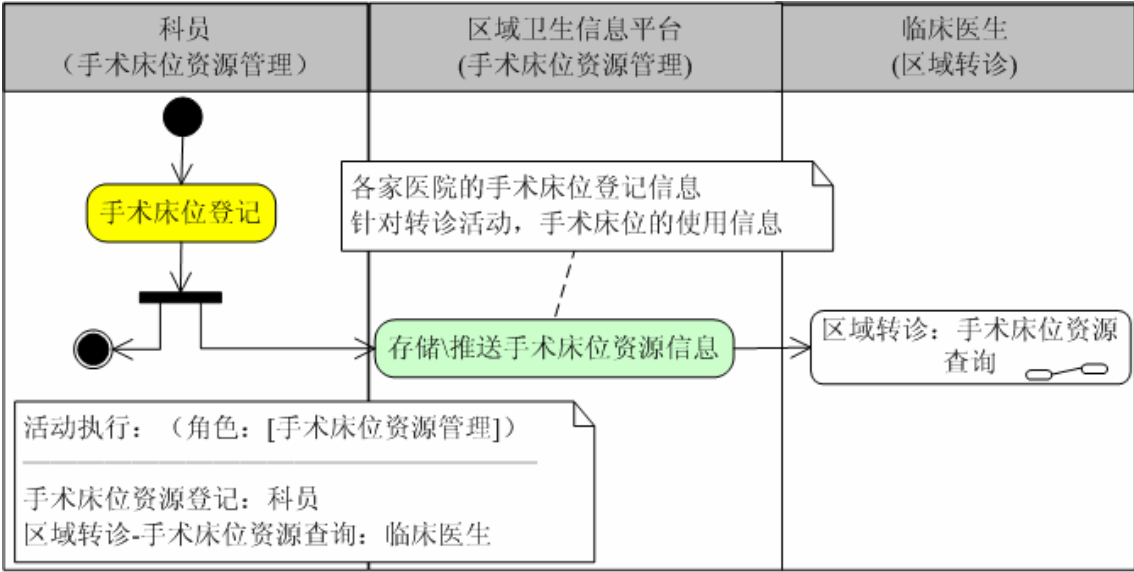 科员
（手术床位资源管理）
区域卫生信息平台
(手术床位资源管理)
临床医生
(区域转诊)
手术床位登记
各家医院的手术床位登记信息
针对转诊活动，手术床位的使用信息
存储\推送手术床位资源信息
区域转诊：手术床位资源
查询
活动执行：（角色：[手术床位资源管理]）
手术床位资源登记：科员
区域转诊-手术床位资源查询：临床医生